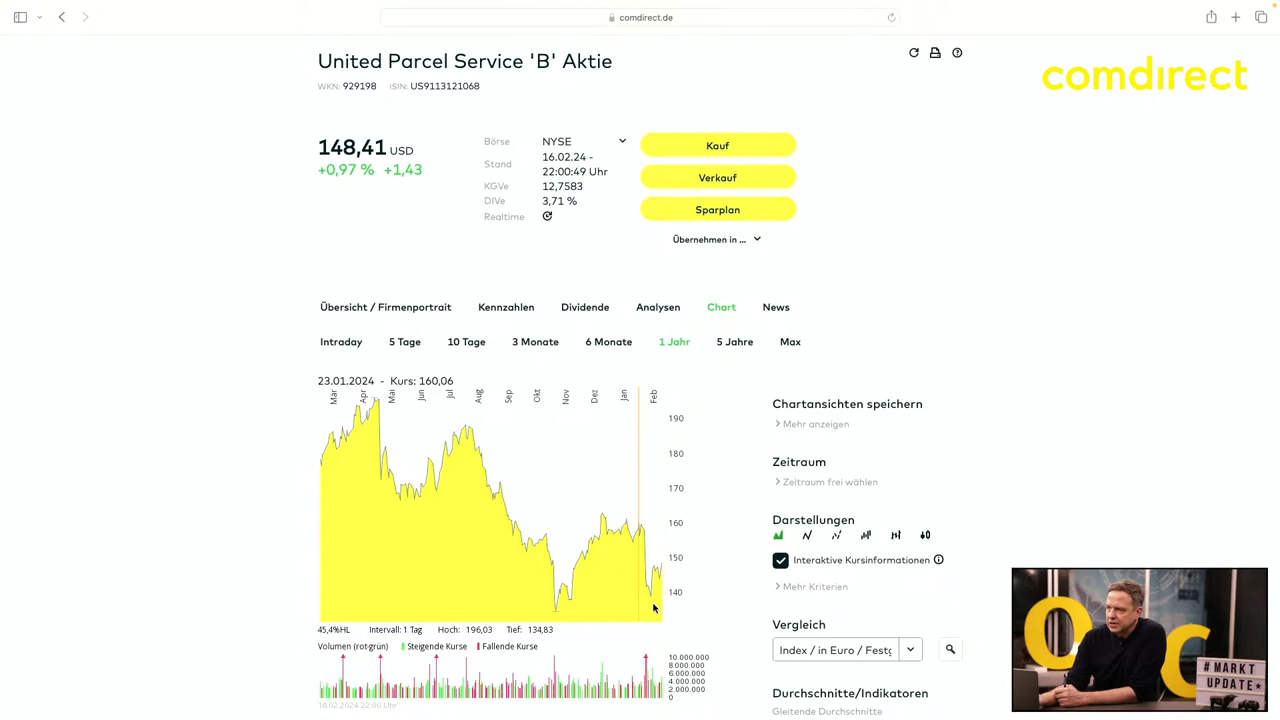 comdirect.de
United Parcel Service 'B' Aktie
WKN: 929198 ISIN: US9113121068
comdirect
148,41 USD
+0,97 % +1,43
Börse NYSE
Stand 16.02.24 -
22:00:49 Uhr
KGVe 12,7583
DIVe 3,71 %
Realtime
Kauf
Verkauf
Sparplan
Übernehmen in ...
Übersicht / Firmenportrait Kennzahlen Dividende Analysen Chart News
Intraday 5 Tage 10 Tage 3 Monate 6 Monate 1 Jahr 5 Jahre Max
23.01.2024 - Kurs: 160,06
Mär Apr Mai Jun Jul Aug Sep Okt Nov Dez Jan Feb
190
180
170
160
150
140
45,4%HL Intervall: 1 Tag Hoch: 196,03 Tief: 134,83
Volumen (rot-grün) Steigende Kurse Fallende Kurse
10.000.000
8.000.000
6.000.000
4.000.000
2.000.000
0
16.02.2024 22:00 Uhr
Chartansichten speichern
Mehr anzeigen
Zeitraum
Zeitraum frei wählen
Darstellungen
Interaktive Kursinformationen
Mehr Kriterien
Vergleich
Index / in Euro / Festg
Durchschnitte/Indikatoren
Gleitende Durchschnitte
#MARKT
UPDATE